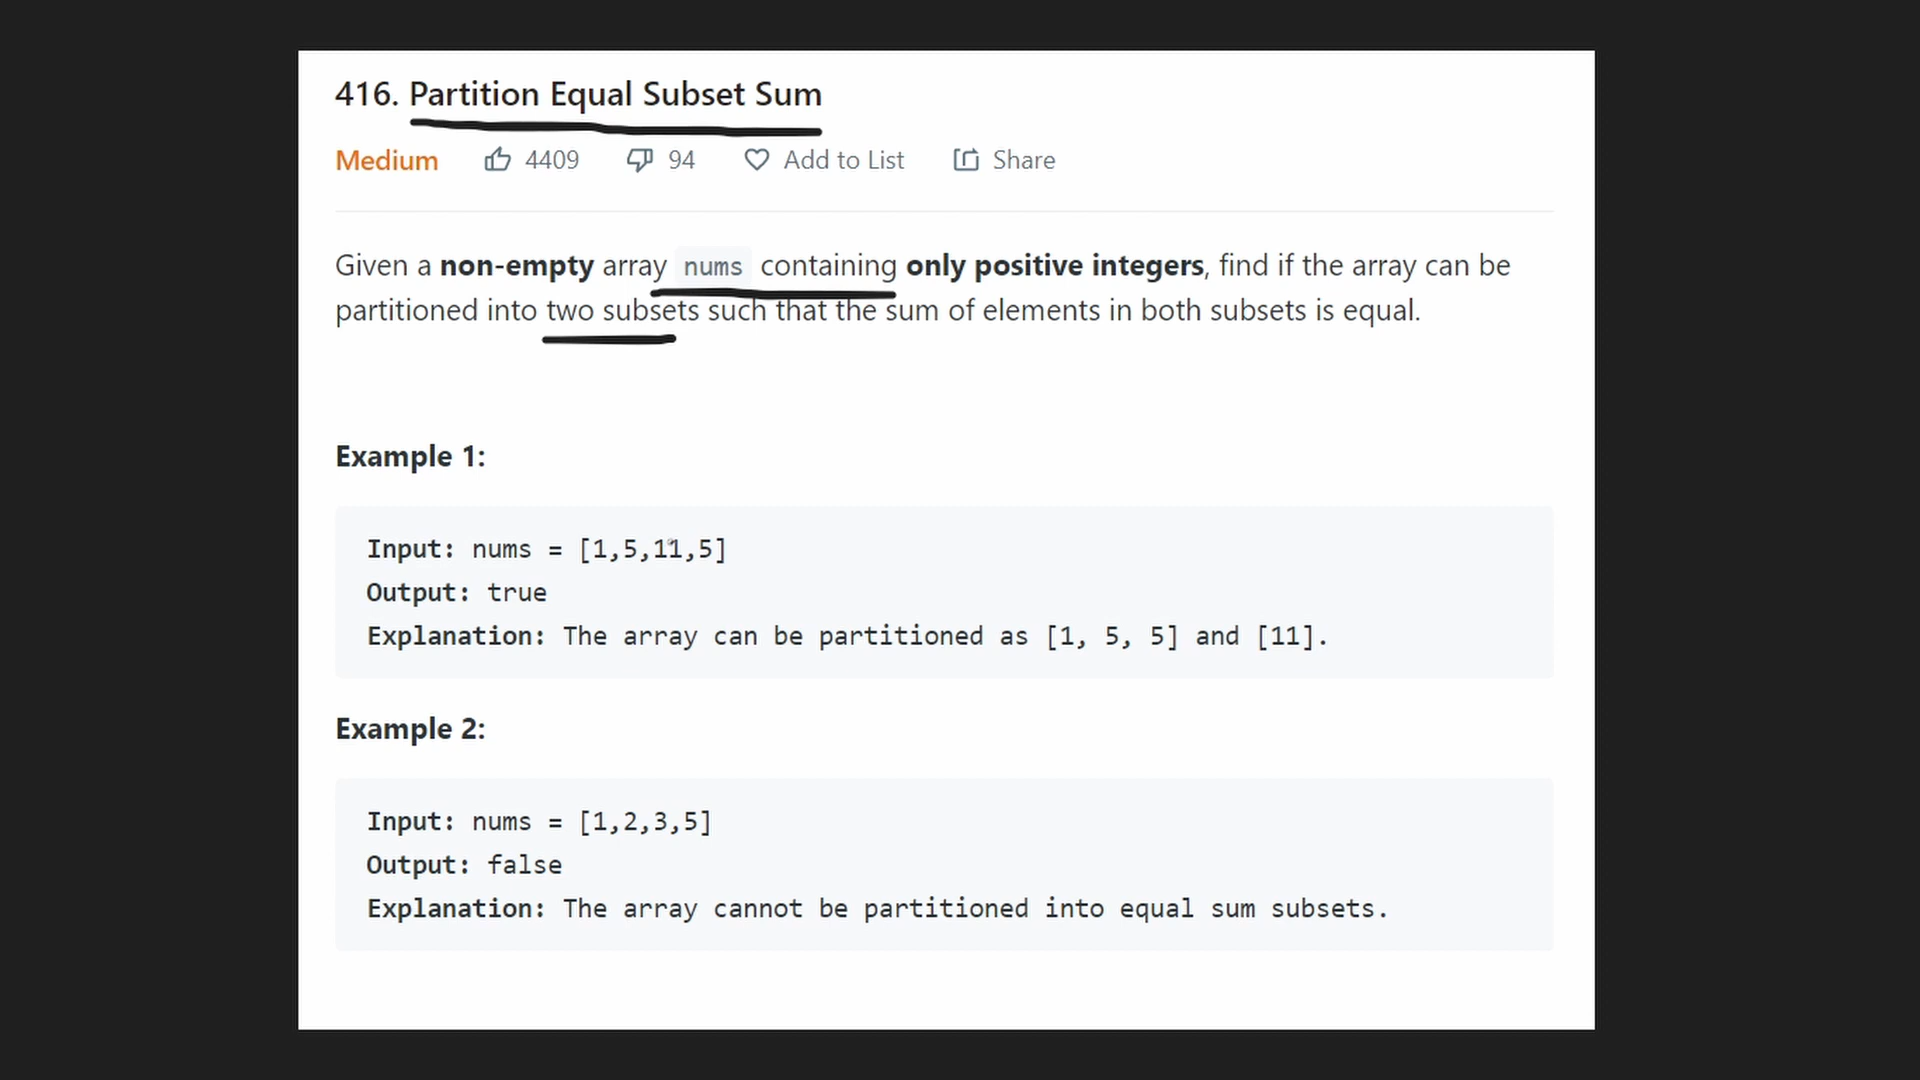 416. Partition Equal Subset Sum
Medium 4409 94 Add to List Share
Given a non-empty array nums containing only positive integers, find if the array can be
partitioned into two subsets such that the sum of elements in both subsets is equal.
Example 1:
Input: nums = [1,5,11,5]
Output: true
Explanation: The array can be partitioned as [1, 5, 5] and [11].
Example 2:
Input: nums = [1,2,3,5]
Output: false
Explanation: The array cannot be partitioned into equal sum subsets.